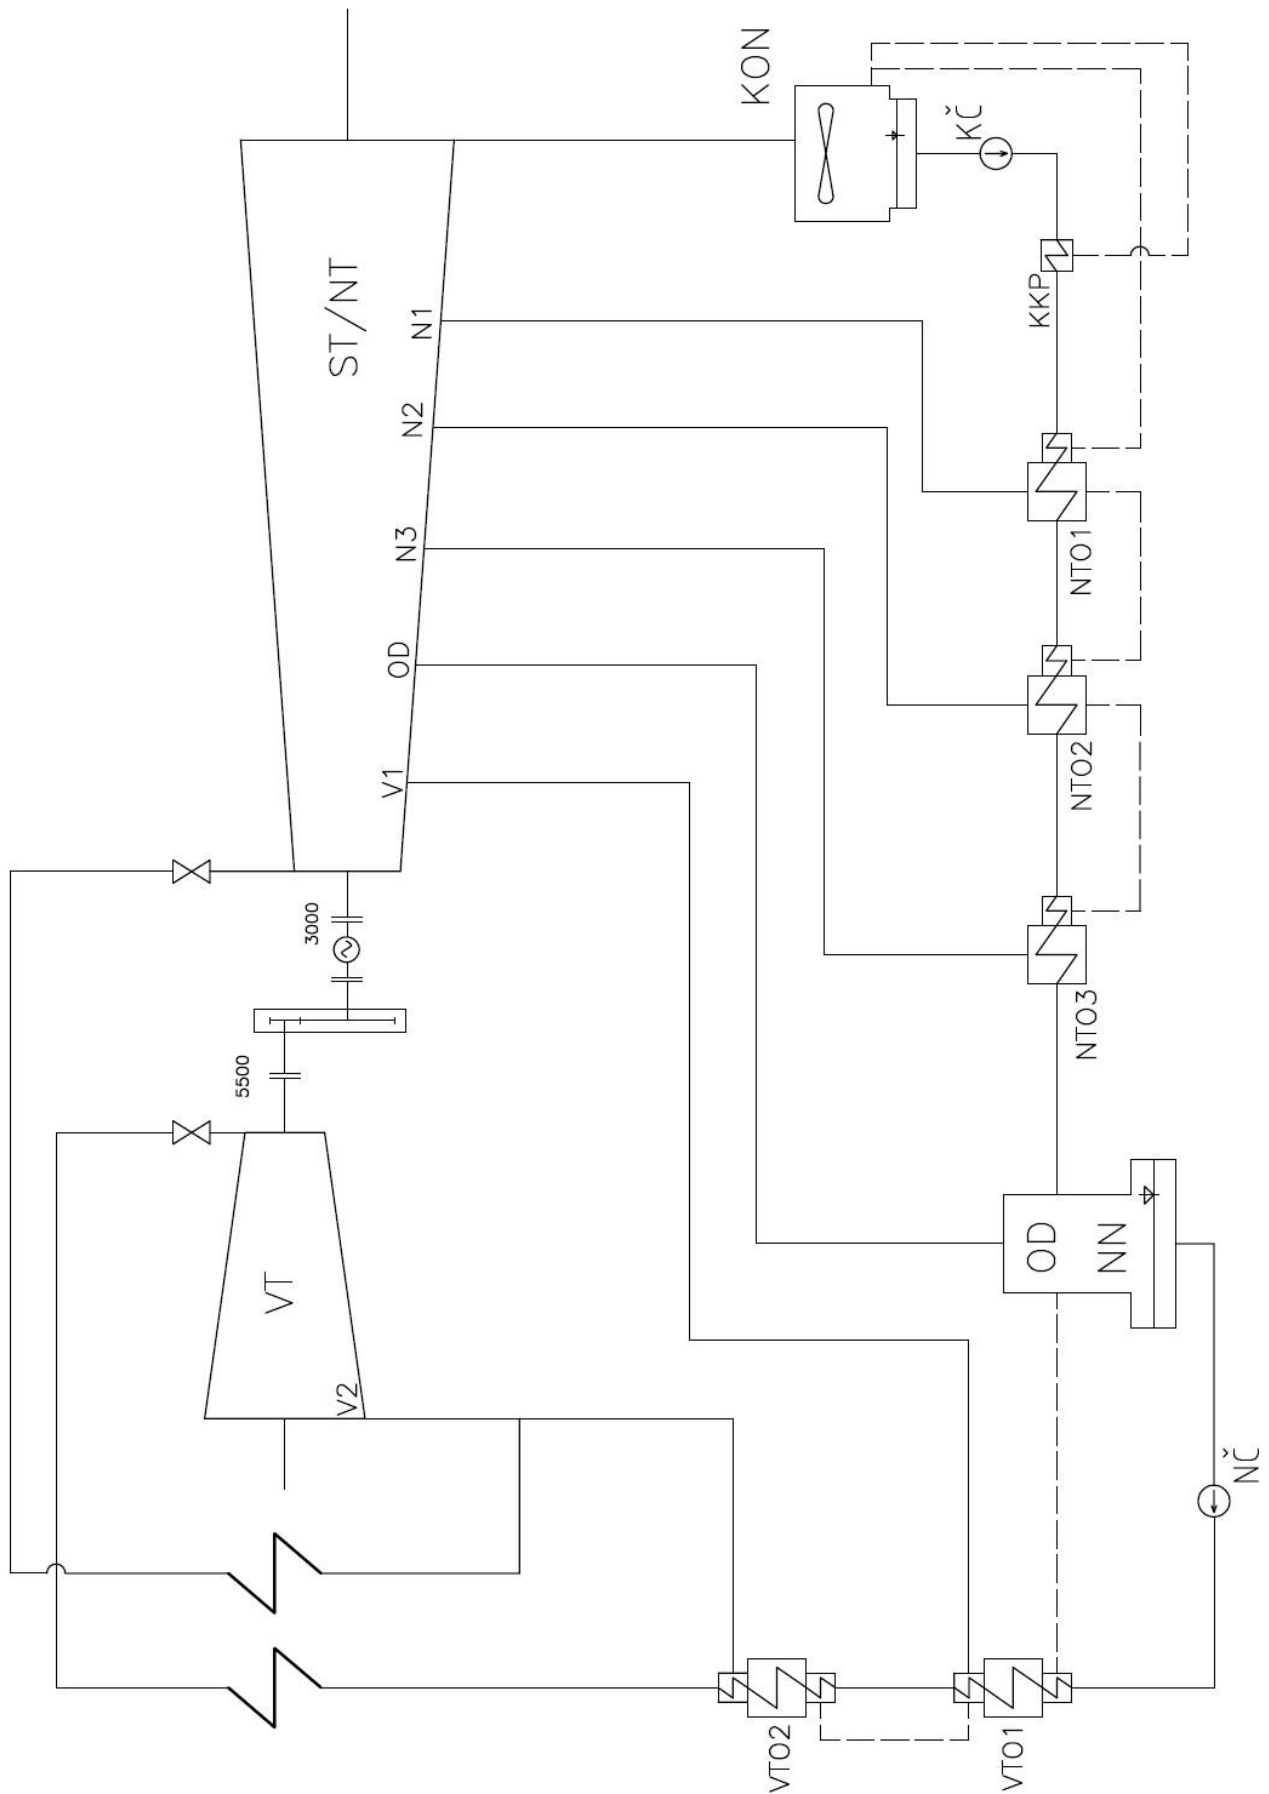 KON
KČ
KKP
ST/NT
N1
N2
N3
OD
V1
NTO1
NTO2
NTO3
3000
5500
VT
V2
OD
NN
NČ
VTO2
VTO1